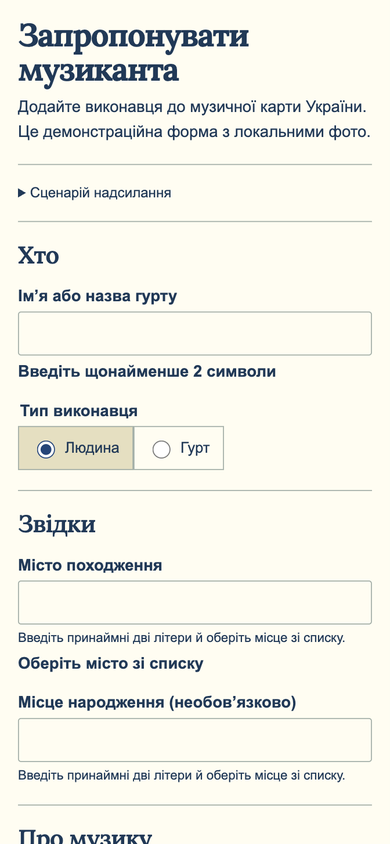 Запропонувати
музиканта
Додайте виконавця до музичної карти України.
Це демонстраційна форма з локальними фото.
Сценарій надсилання
Хто
Ім’я або назва гурту
Введіть щонайменше 2 символи
Тип виконавця
Людина Гурт
Звідки
Місто походження
Введіть принаймні дві літери й оберіть місце зі списку.
Оберіть місто зі списку
Місце народження (необов’язково)
Введіть принаймні дві літери й оберіть місце зі списку.
Про музику